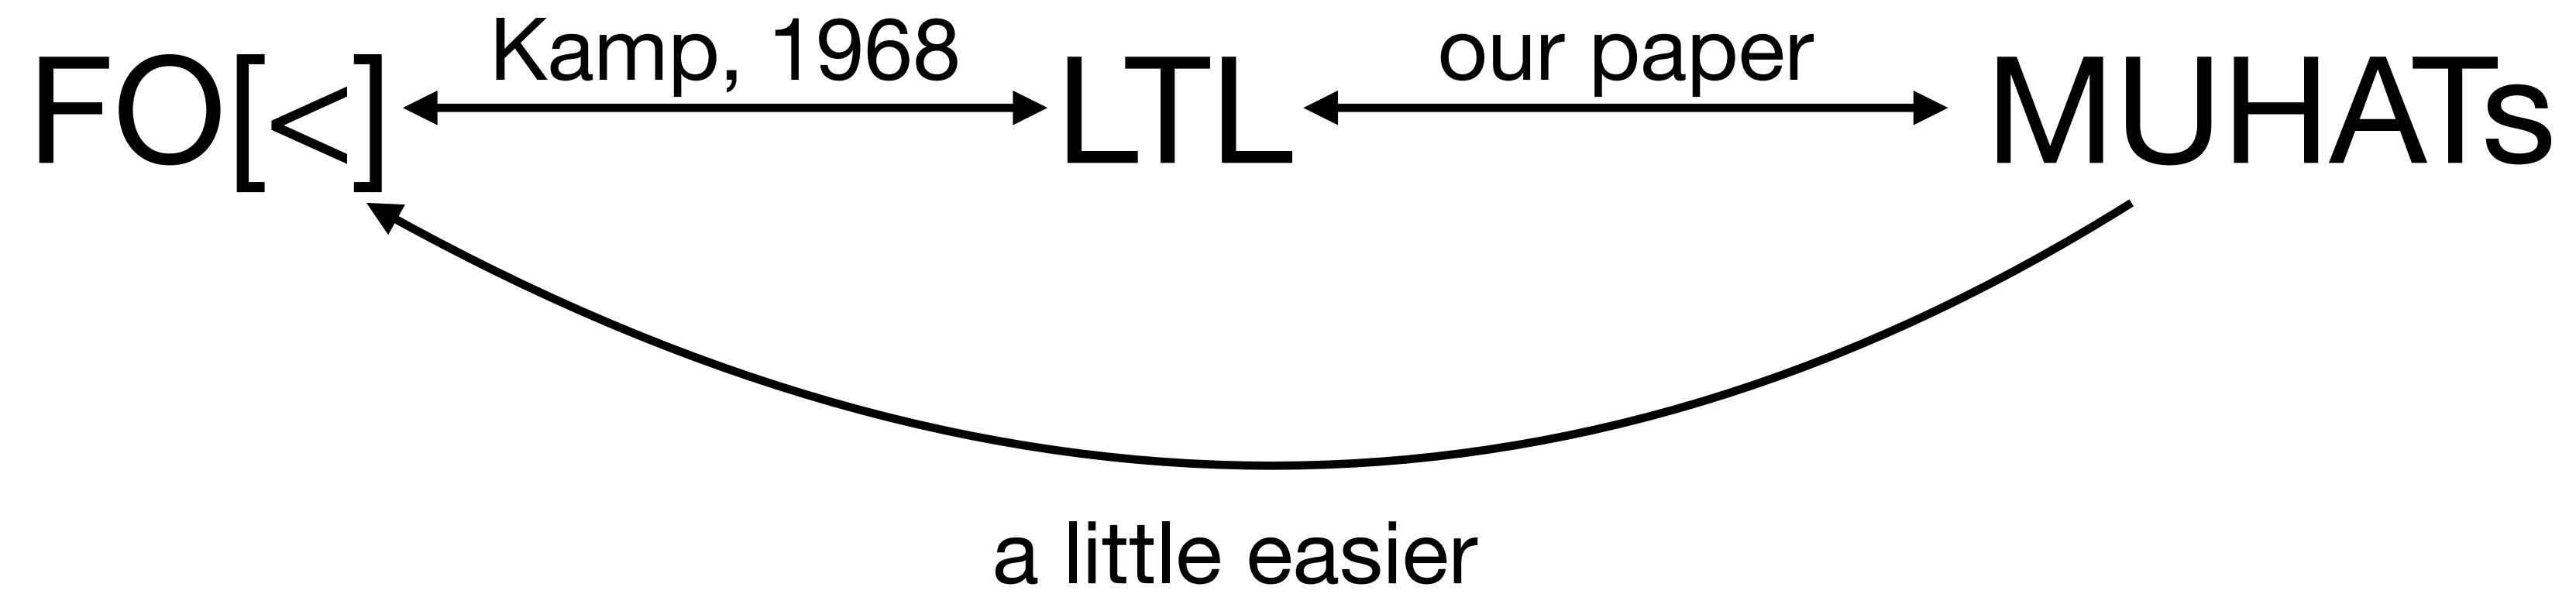 Kamp, 1968
our paper
FO[<]
LTL
MUHATs
a little easier